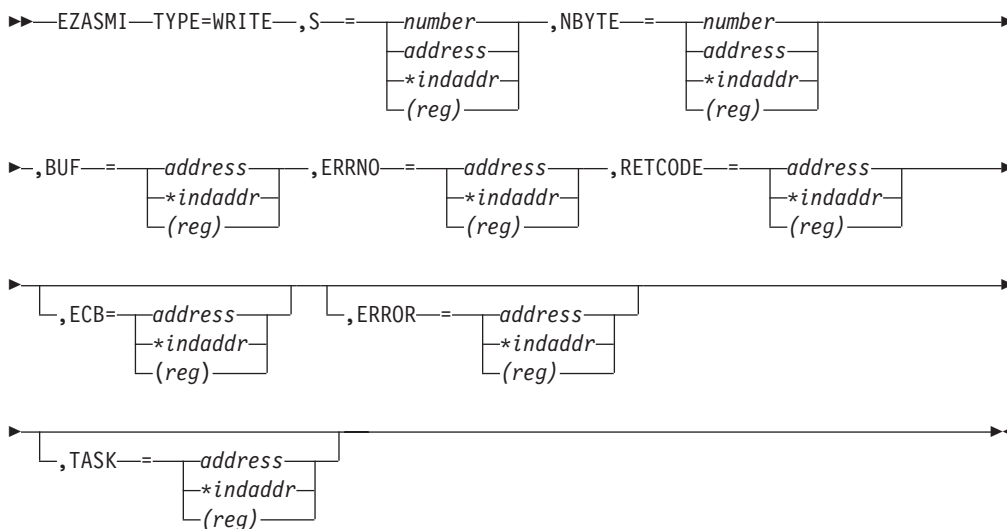 EZASMI TYPE=WRITE ,S = number ,NBYTE = number
address address
*indaddr *indaddr
(reg) (reg)
,BUF = address ,ERRNO = address ,RETCODE = address
*indaddr *indaddr *indaddr
(reg) (reg) (reg)
,ECB= address ,ERROR = address
*indaddr *indaddr
(reg) (reg)
,TASK = address
*indaddr
(reg)